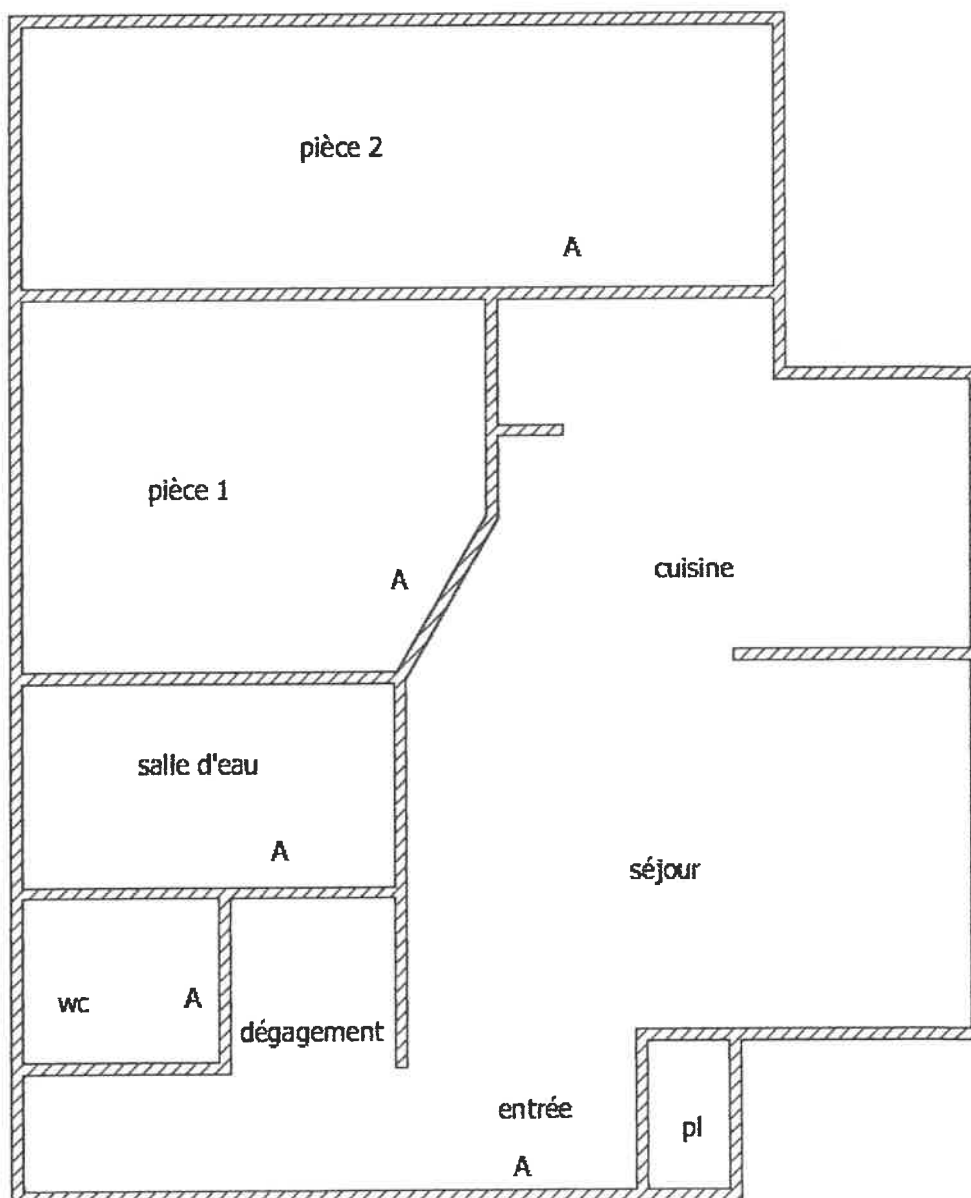 pièce 2
A
pièce 1
A
cuisine
salle d'eau
A
séjour
wc
A
dégagement
entrée
A
pl